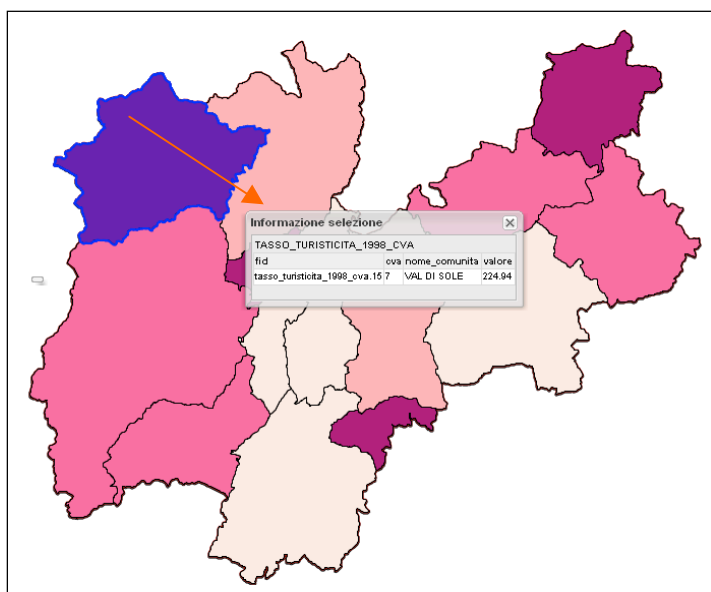 Informazione selezione
TASSO_TURISTICITA_1998_CVA
fid cva nome_comunita valore
tasso_turisticita_1998_cva.15 7 VAL DI SOLE 224.94